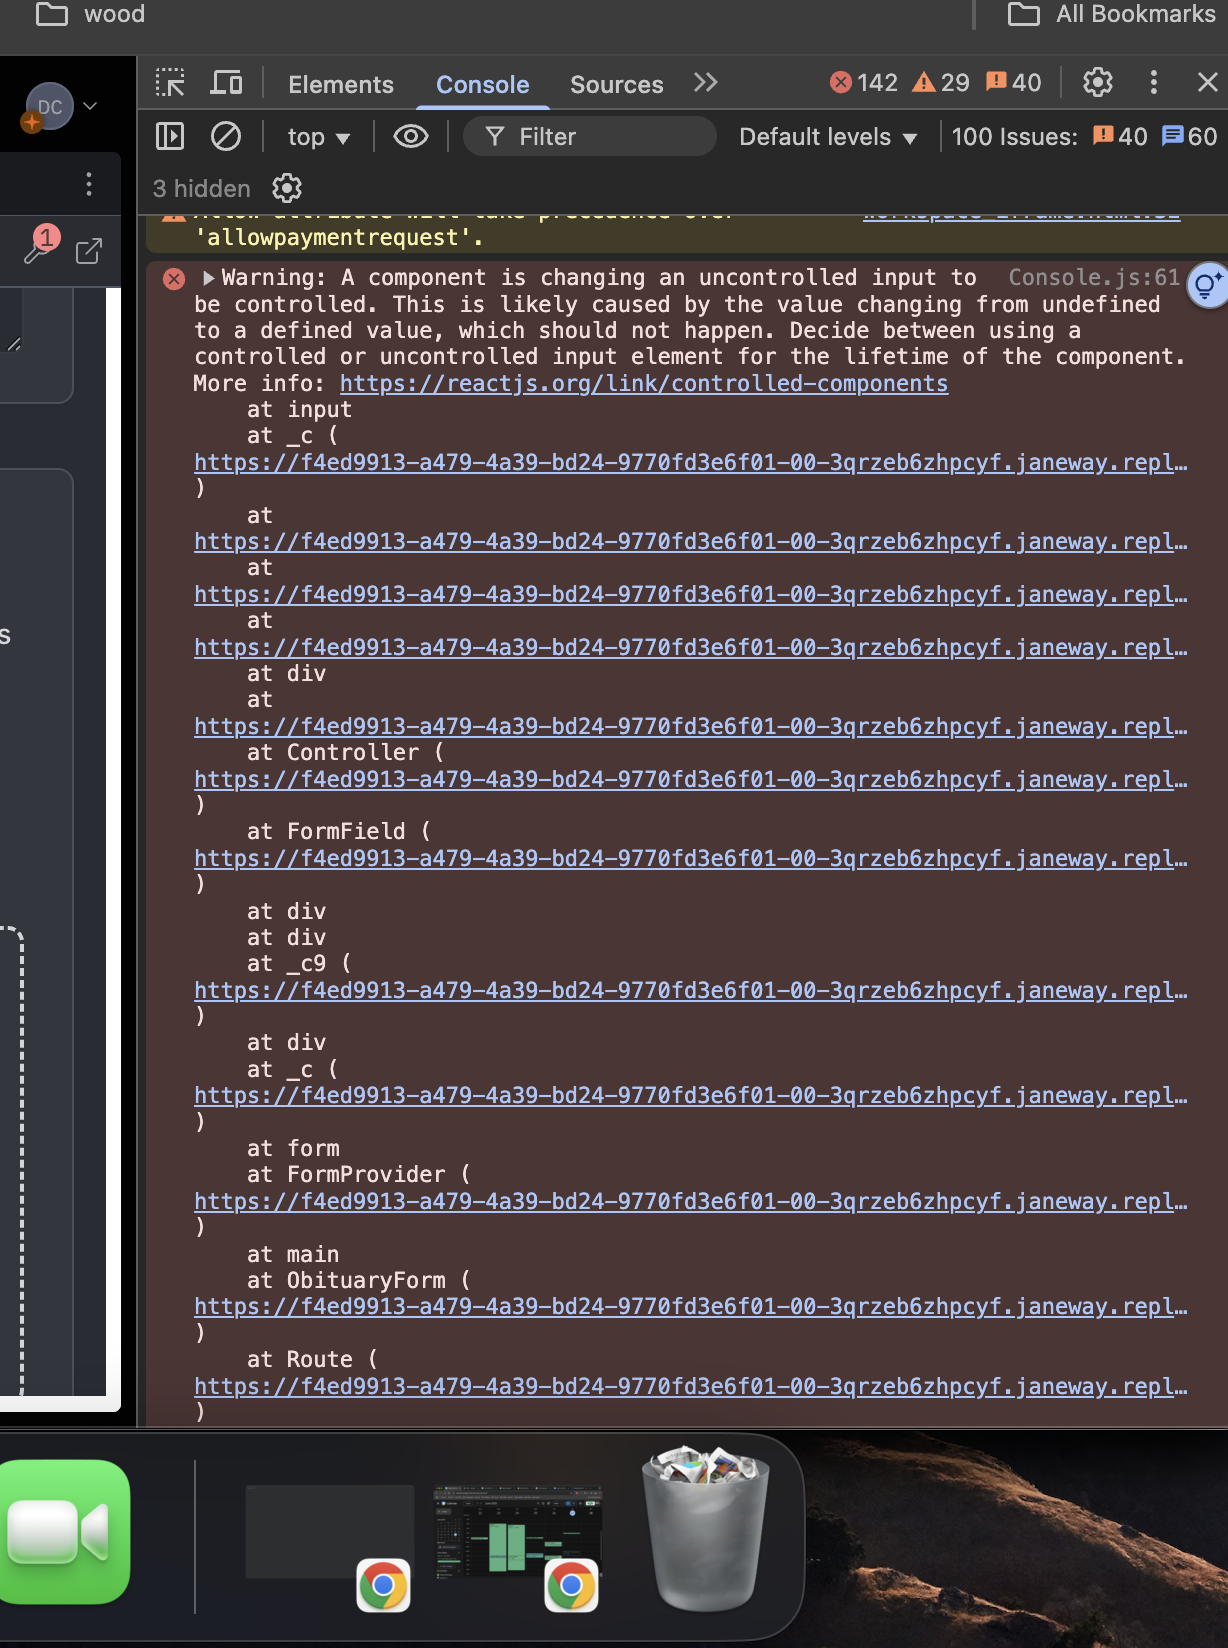 wood
All Bookmarks
DC
Elements
Console
Sources
142
29
40
top
Filter
Default levels
100 Issues:
40
60
3 hidden
1
Allow attribute will take precedence over
workspace_iframe.html:52
'allowpaymentrequest'.
Warning: A component is changing an uncontrolled input to
Console.js:61
be controlled. This is likely caused by the value changing from undefined
to a defined value, which should not happen. Decide between using a
controlled or uncontrolled input element for the lifetime of the component.
More info: https://reactjs.org/link/controlled-components
at input
at _c (
https://f4ed9913-a479-4a39-bd24-9770fd3e6f01-00-3qrzeb6zhpcyf.janeway.repl…
)
at
https://f4ed9913-a479-4a39-bd24-9770fd3e6f01-00-3qrzeb6zhpcyf.janeway.repl…
at
https://f4ed9913-a479-4a39-bd24-9770fd3e6f01-00-3qrzeb6zhpcyf.janeway.repl…
at
s
https://f4ed9913-a479-4a39-bd24-9770fd3e6f01-00-3qrzeb6zhpcyf.janeway.repl…
at div
at
https://f4ed9913-a479-4a39-bd24-9770fd3e6f01-00-3qrzeb6zhpcyf.janeway.repl…
at Controller (
https://f4ed9913-a479-4a39-bd24-9770fd3e6f01-00-3qrzeb6zhpcyf.janeway.repl…
)
at FormField (
https://f4ed9913-a479-4a39-bd24-9770fd3e6f01-00-3qrzeb6zhpcyf.janeway.repl…
)
at div
at div
at _c9 (
https://f4ed9913-a479-4a39-bd24-9770fd3e6f01-00-3qrzeb6zhpcyf.janeway.repl…
)
at div
at _c (
https://f4ed9913-a479-4a39-bd24-9770fd3e6f01-00-3qrzeb6zhpcyf.janeway.repl…
)
at form
at FormProvider (
https://f4ed9913-a479-4a39-bd24-9770fd3e6f01-00-3qrzeb6zhpcyf.janeway.repl…
)
at main
at ObituaryForm (
https://f4ed9913-a479-4a39-bd24-9770fd3e6f01-00-3qrzeb6zhpcyf.janeway.repl…
)
at Route (
https://f4ed9913-a479-4a39-bd24-9770fd3e6f01-00-3qrzeb6zhpcyf.janeway.repl…
)